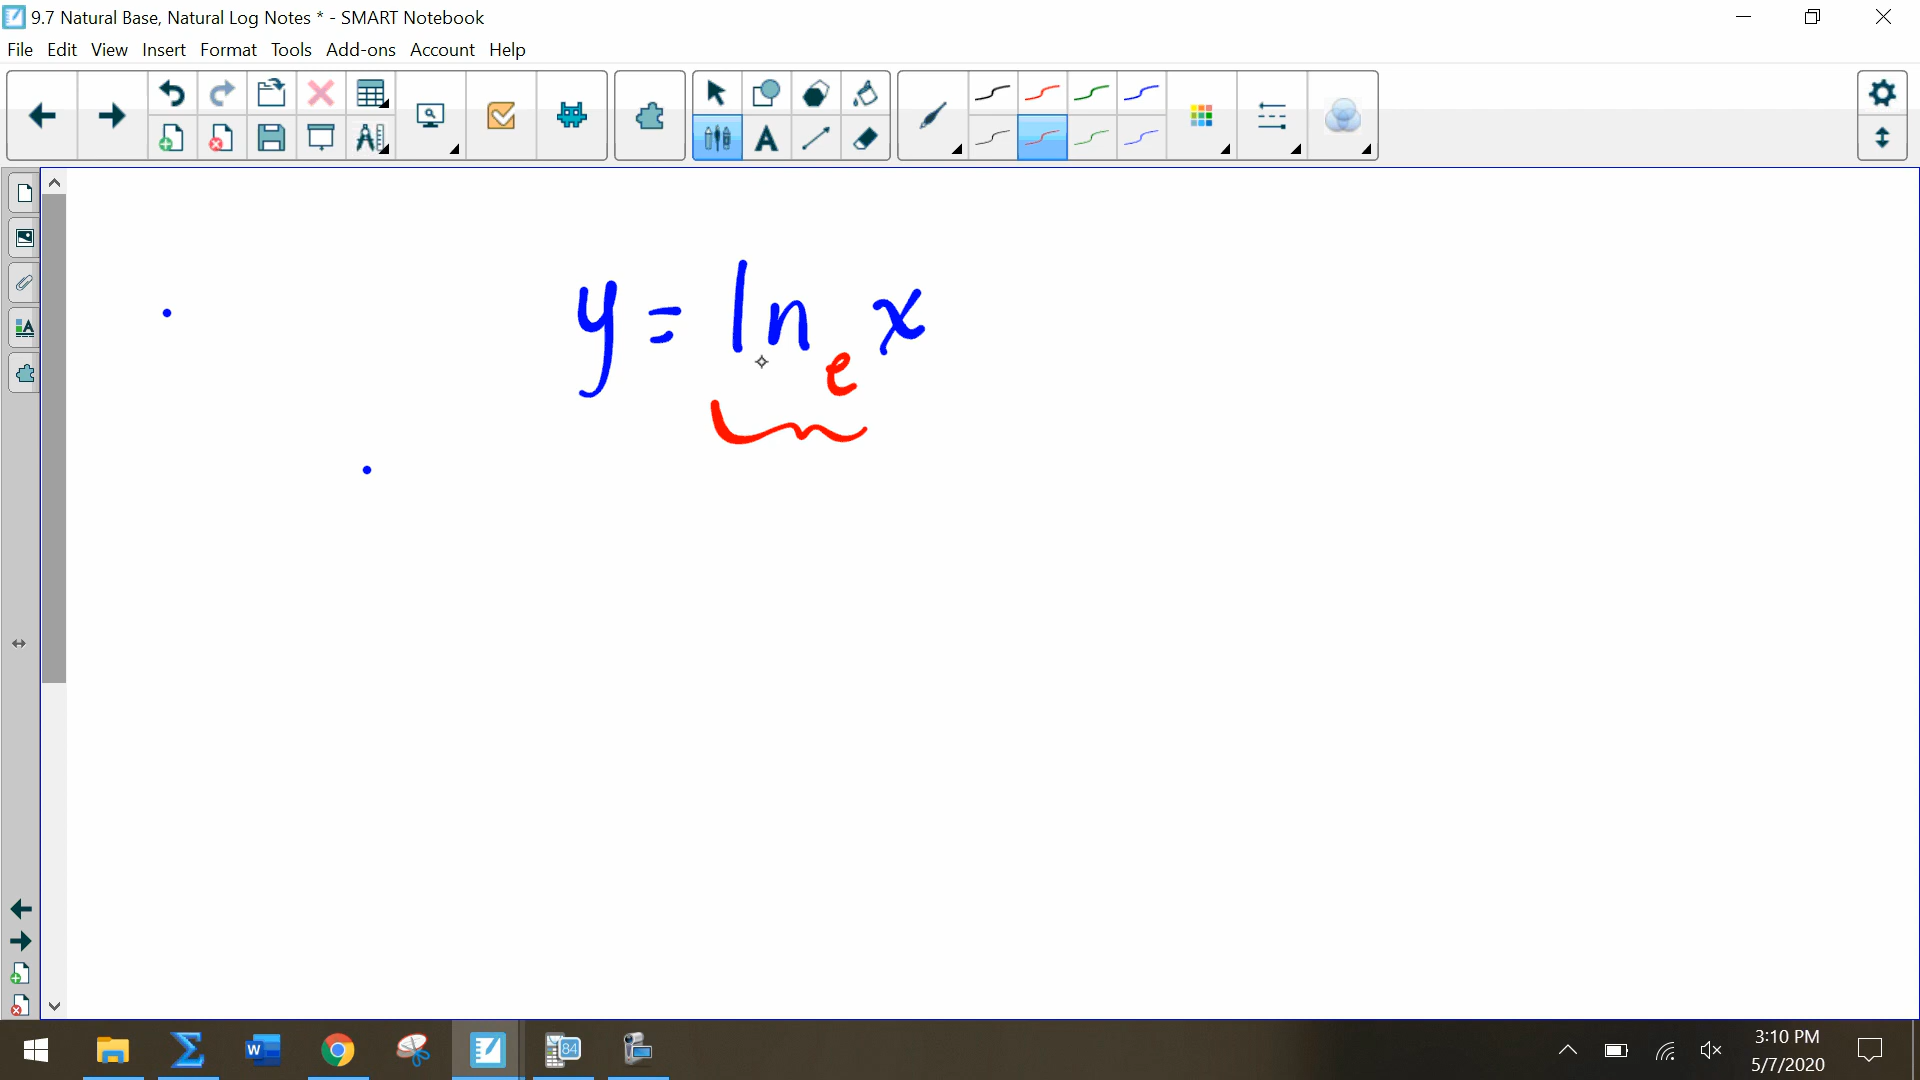 9.7 Natural Base, Natural Log Notes * - SMART Notebook
File Edit View Insert Format Tools Add-ons Account Help
y = ln e x
84
3:10 PM
5/7/2020